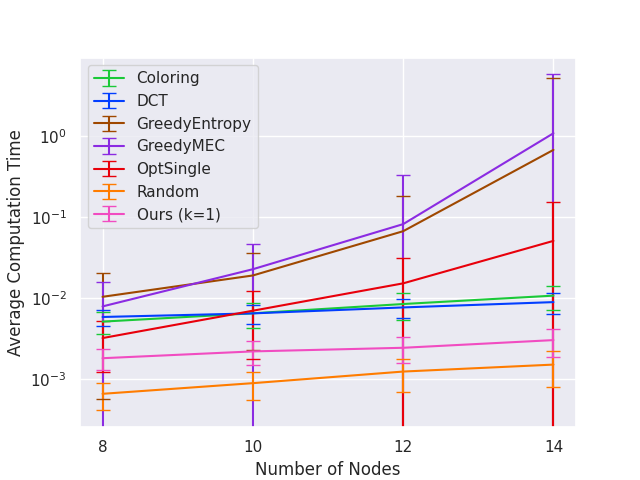 Coloring
DCT
GreedyEntropy
GreedyMEC
OptSingle
Random
Ours (k=1)
Average Computation Time
10⁰
10⁻¹
10⁻²
10⁻³
8
10
12
14
Number of Nodes